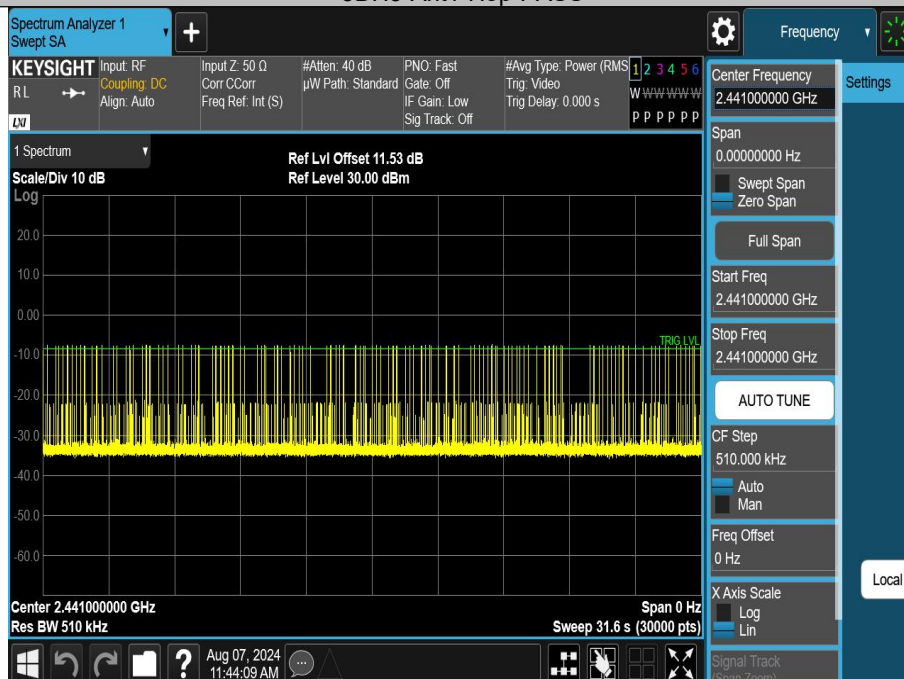 Spectrum Analyzer 1
Swept SA
Frequency
KEYSIGHT
R L
LXI
Input: RF
Coupling: DC
Align: Auto
Input Z: 50 Ω
Corr CCorr
Freq Ref: Int (S)
#Atten: 40 dB
µW Path: Standard
PNO: Fast
Gate: Off
IF Gain: Low
Sig Track: Off
#Avg Type: Power (RMS
Trig: Video
Trig Delay: 0.000 s
1 2 3 4 5 6
W W W W W W
P P P P P P
Center Frequency
2.441000000 GHz
Settings
Span
0.00000000 Hz
Swept Span
Zero Span
Full Span
Start Freq
2.441000000 GHz
Stop Freq
2.441000000 GHz
AUTO TUNE
CF Step
510.000 kHz
Auto
Man
Freq Offset
0 Hz
X Axis Scale
Log
Lin
Signal Track
(Span Zoom)
Local
1 Spectrum
Scale/Div 10 dB
Ref Lvl Offset 11.53 dB
Ref Level 30.00 dBm
Log
20.0
10.0
0.00
-10.0
-20.0
-30.0
-40.0
-50.0
-60.0
TRIG LVL
Center 2.441000000 GHz
Span 0 Hz
Res BW 510 kHz
Sweep 31.6 s (30000 pts)
?
Aug 07, 2024
11:44:09 AM